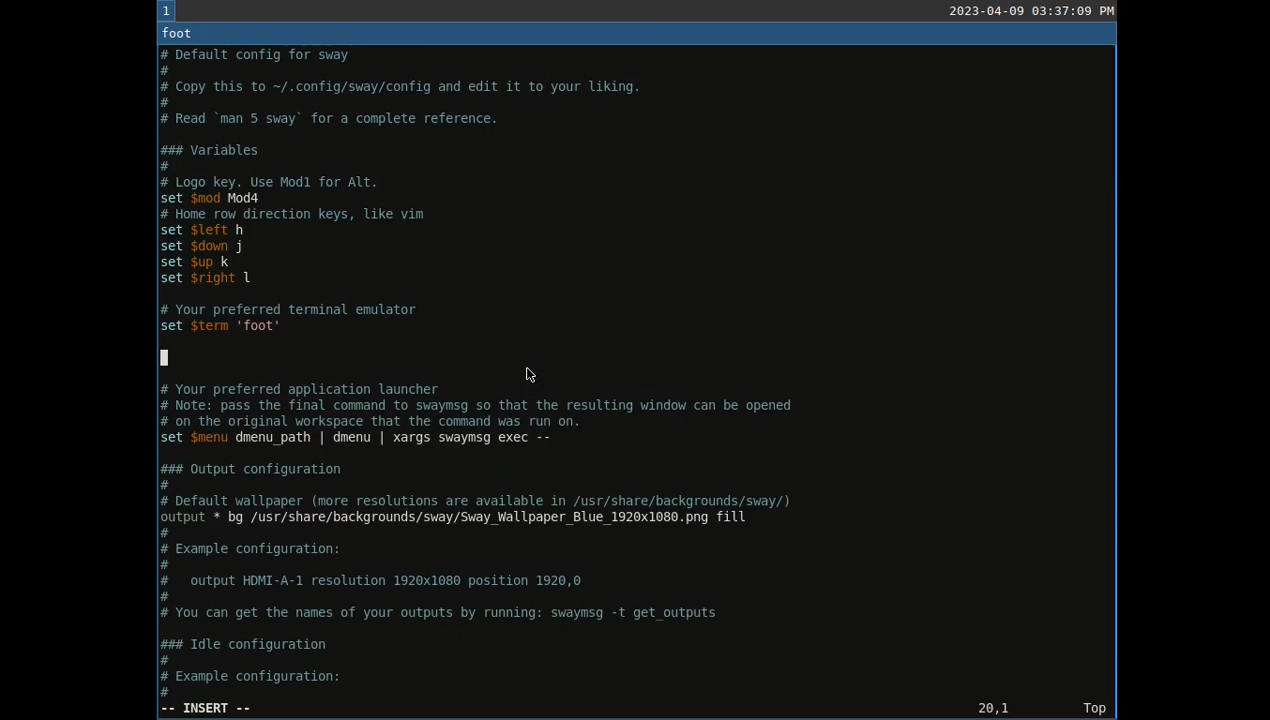 1
2023-04-09 03:37:09 PM
foot
# Default config for sway
#
# Copy this to ~/.config/sway/config and edit it to your liking.
#
# Read `man 5 sway` for a complete reference.
### Variables
#
# Logo key. Use Mod1 for Alt.
set $mod Mod4
# Home row direction keys, like vim
set $left h
set $down j
set $up k
set $right l
# Your preferred terminal emulator
set $term 'foot'
# Your preferred application launcher
# Note: pass the final command to swaymsg so that the resulting window can be opened
# on the original workspace that the command was run on.
set $menu dmenu_path | dmenu | xargs swaymsg exec --
### Output configuration
#
# Default wallpaper (more resolutions are available in /usr/share/backgrounds/sway/)
output * bg /usr/share/backgrounds/sway/Sway_Wallpaper_Blue_1920x1080.png fill
#
# Example configuration:
#
#   output HDMI-A-1 resolution 1920x1080 position 1920,0
#
# You can get the names of your outputs by running: swaymsg -t get_outputs
### Idle configuration
#
# Example configuration:
#
-- INSERT --
20,1
Top